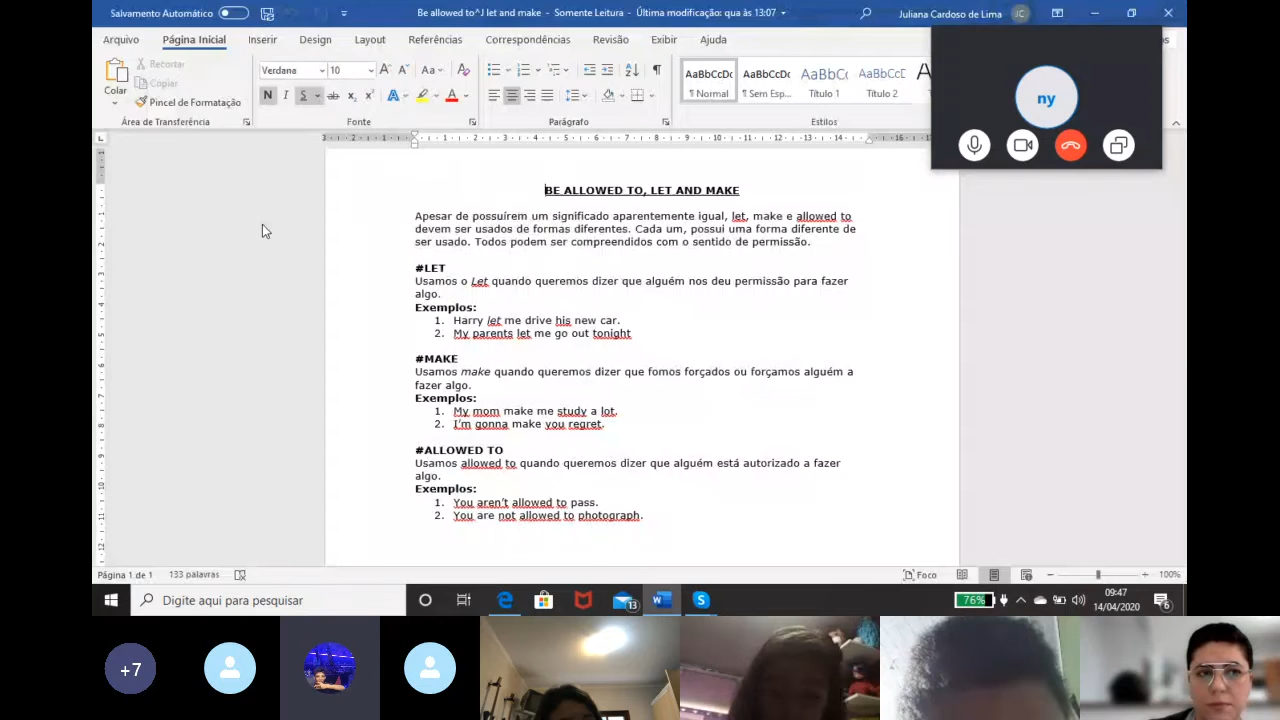 Salvamento Automático
Be allowed to^J let and make - Somente Leitura - Última modificação: qua às 13:07
Juliana Cardoso de Lima
JC
Arquivo
Página Inicial
Inserir
Design
Layout
Referências
Correspondências
Revisão
Exibir
Ajuda
Colar
Recortar
Copiar
Pincel de Formatação
Área de Transferência
Verdana
10
Fonte
Parágrafo
AaBbCcDc
¶ Normal
AaBbCcDc
¶ Sem Esp...
AaBbC(
Título 1
AaBbCcE
Título 2
Estilos
ny
BE ALLOWED TO, LET AND MAKE
Apesar de possuírem um significado aparentemente igual, let, make e allowed to
devem ser usados de formas diferentes. Cada um, possui uma forma diferente de
ser usado. Todos podem ser compreendidos com o sentido de permissão.
#LET
Usamos o Let quando queremos dizer que alguém nos deu permissão para fazer
algo.
Exemplos:
1. Harry let me drive his new car.
2. My parents let me go out tonight
#MAKE
Usamos make quando queremos dizer que fomos forçados ou forçamos alguém a
fazer algo.
Exemplos:
1. My mom make me study a lot.
2. I'm gonna make you regret.
#ALLOWED TO
Usamos allowed to quando queremos dizer que alguém está autorizado a fazer
algo.
Exemplos:
1. You aren't allowed to pass.
2. You are not allowed to photograph.
Página 1 de 1
133 palavras
Foco
100%
Digite aqui para pesquisar
13
76%
09:47
14/04/2020
6
+7